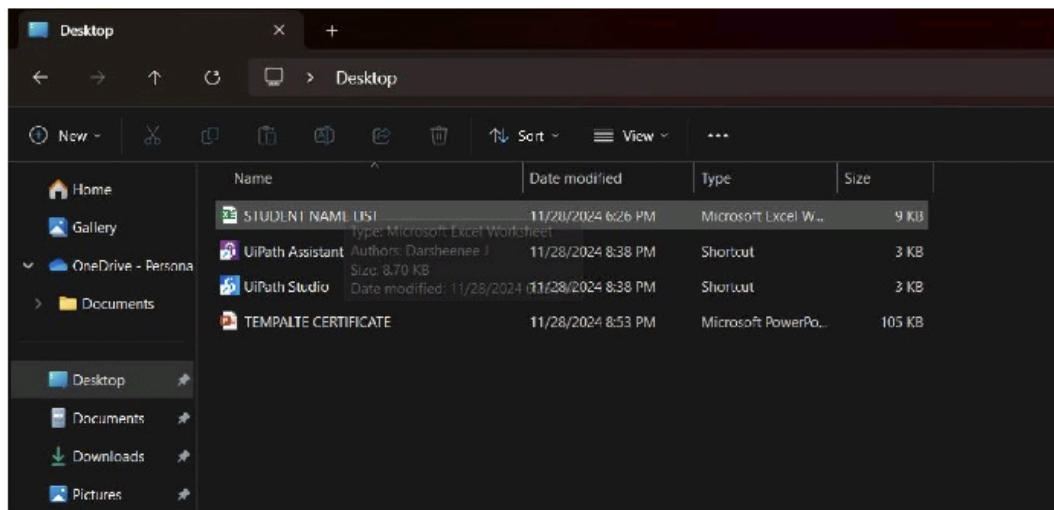 Desktop
Desktop
New
Sort
View
Name Date modified Type Size
Home
Gallery
OneDrive - Persona
Documents
Desktop
Documents
Downloads
Pictures
STUDENT NAME LIST 11/28/2024 6:26 PM Microsoft Excel W... 9 KB
Type: Microsoft Excel Worksheet
UiPath Assistant Authors: Darsheenee J 11/28/2024 8:38 PM Shortcut 3 KB
Size: 8.70 KB
UiPath Studio Date modified: 11/28/2024 11/28/2024 8:38 PM Shortcut 3 KB
TEMPALTE CERTIFICATE 11/28/2024 8:53 PM Microsoft PowerPo... 105 KB